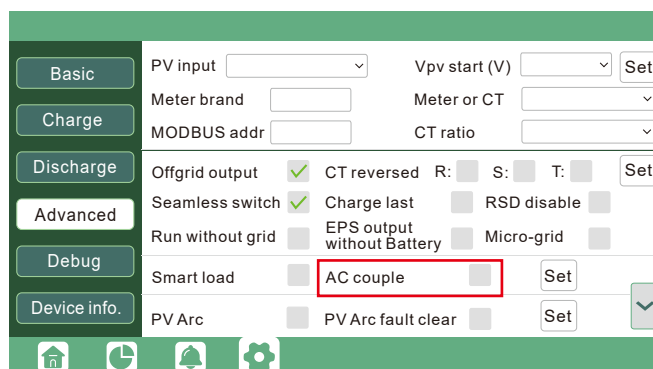 Basic
Charge
Discharge
Advanced
Debug
Device info.
PV input Vpv start (V) Set
Meter brand Meter or CT
MODBUS addr CT ratio
Offgrid output CT reversed R: S: T: Set
Seamless switch Charge last RSD disable
Run without grid EPS output without Battery Micro-grid
Smart load AC couple Set
PV Arc PV Arc fault clear Set